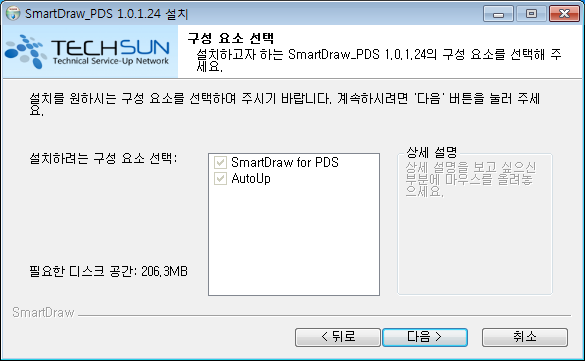 SmartDraw_PDS 1.0.1.24 설치
TECHSUN
Technical Service-Up Network
구성 요소 선택
설치하고자 하는 SmartDraw_PDS 1.0.1.24의 구성 요소를 선택해 주
세요.
설치를 원하시는 구성 요소를 선택하여 주시기 바랍니다. 계속하시려면 '다음' 버튼을 눌러 주세
요.
설치하려는 구성 요소 선택:
SmartDraw for PDS
AutoUp
상세 설명
상세 설명을 보고 싶으신
부분에 마우스를 올려놓
으세요.
필요한 디스크 공간: 206.3MB
SmartDraw
< 뒤로
다음 >
취소